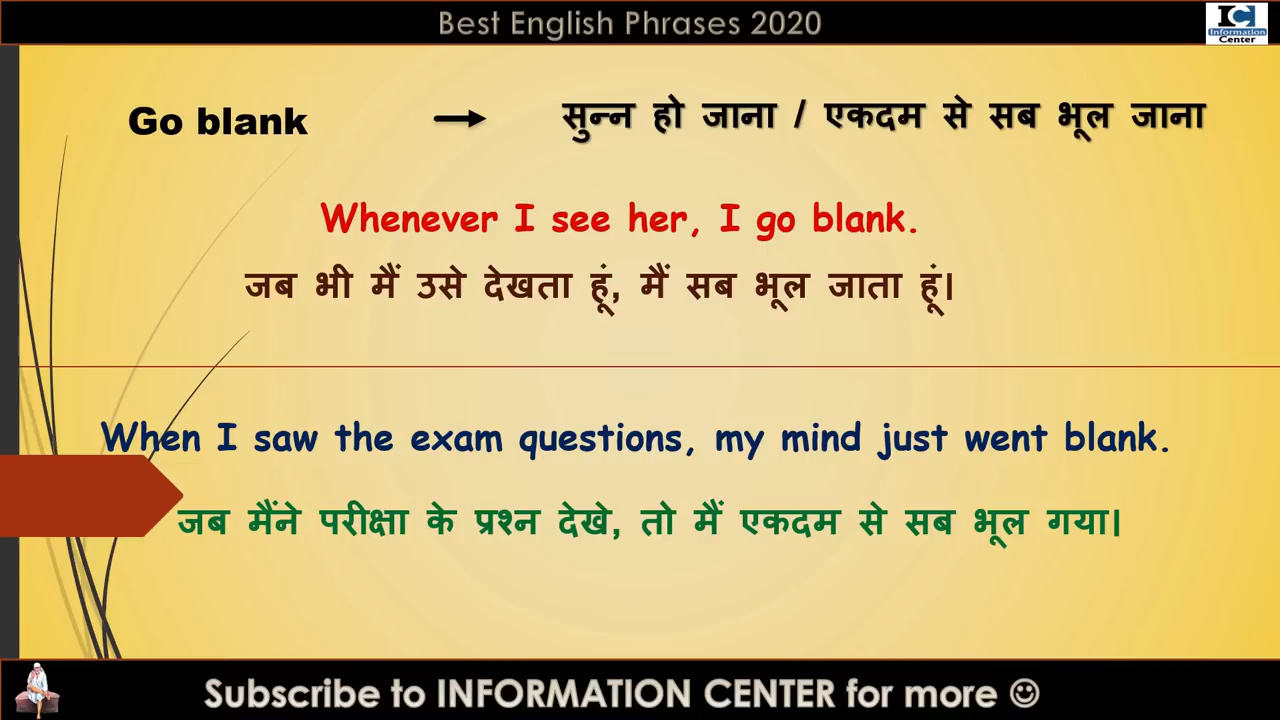 Best English Phrases 2020
IC
Information
Center
Go blank → सुन्न हो जाना / एकदम से सब भूल जाना
Whenever I see her, I go blank.
जब भी मैं उसे देखता हूं, मैं सब भूल जाता हूं।
When I saw the exam questions, my mind just went blank.
जब मैंने परीक्षा के प्रश्न देखे, तो मैं एकदम से सब भूल गया।
Subscribe to INFORMATION CENTER for more ☺